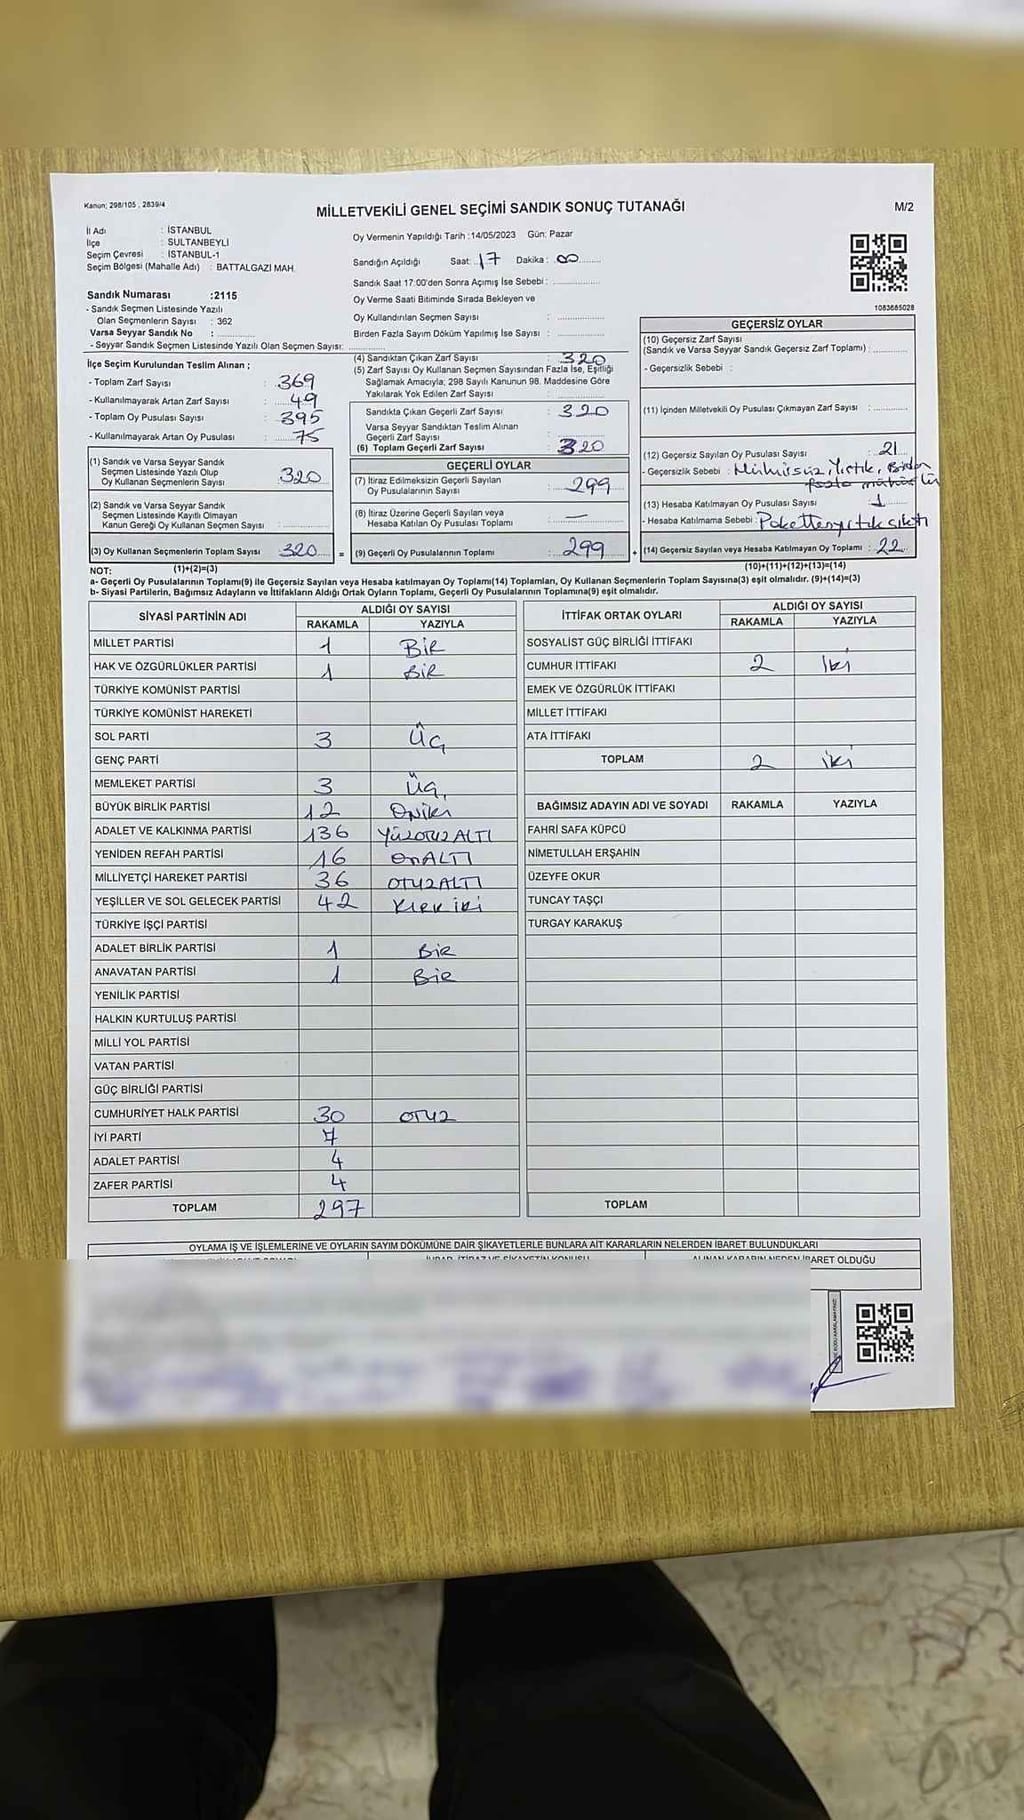 Kanun; 298/105 , 2839/4
MİLLETVEKİLİ GENEL SEÇİMİ SANDIK SONUÇ TUTANAĞI
M/2
İl Adı : İSTANBUL
İlçe : SULTANBEYLİ
Seçim Çevresi : İSTANBUL-1
Seçim Bölgesi (Mahalle Adı) : BATTALGAZİ MAH.
Sandık Numarası :2115
- Sandık Seçmen Listesinde Yazılı
Olan Seçmenlerin Sayısı : 362
Varsa Seyyar Sandık No :
- Seyyar Sandık Seçmen Listesinde Yazılı Olan Seçmen Sayısı:
Oy Vermenin Yapıldığı Tarih :14/05/2023 Gün: Pazar
Sandığın Açıldığı Saat: 17 Dakika : 00
Sandık Saat 17:00'den Sonra Açımış İse Sebebi :
Oy Verme Saati Bitiminde Sırada Bekleyen ve
Oy Kullandırılan Seçmen Sayısı :
Birden Fazla Sayım Döküm Yapılmış İse Sayısı :
1083685028
İlçe Seçim Kurulundan Teslim Alınan ;
- Toplam Zarf Sayısı : 369
- Kullanılmayarak Artan Zarf Sayısı : 49
- Toplam Oy Pusulası Sayısı : 395
- Kullanılmayarak Artan Oy Pusulası : 75
(1) Sandık ve Varsa Seyyar Sandık
Seçmen Listesinde Yazılı Olup
Oy Kullanan Seçmenlerin Sayısı : 320
(2) Sandık ve Varsa Seyyar Sandık
Seçmen Listesinde Kayıtlı Olmayan
Kanun Gereği Oy Kullanan Seçmen Sayısı :
(3) Oy Kullanan Seçmenlerin Toplam Sayısı : 320 =
(1)+(2)=(3)
(4) Sandıktan Çıkan Zarf Sayısı : 320
(5) Zarf Sayısı Oy Kullanan Seçmen Sayısından Fazla İse, Eşitliği
Sağlamak Amacıyla; 298 Sayılı Kanunun 98. Maddesine Göre
Yakılarak Yok Edilen Zarf Sayısı :
Sandıkta Çıkan Geçerli Zarf Sayısı : 320
Varsa Seyyar Sandıktan Teslim Alınan
Geçerli Zarf Sayısı :
(6) Toplam Geçerli Zarf Sayısı : 320
GEÇERLİ OYLAR
(7) İtiraz Edilmeksizin Geçerli Sayılan
Oy Pusulalarının Sayısı : 299
(8) İtiraz Üzerine Geçerli Sayılan veya
Hesaba Katılan Oy Pusulası Toplamı : —
(9) Geçerli Oy Pusulalarının Toplamı : 299 +
GEÇERSİZ OYLAR
(10) Geçersiz Zarf Sayısı
(Sandık ve Varsa Seyyar Sandık Geçersiz Zarf Toplamı) :
- Geçersizlik Sebebi :
(11) İçinden Milletvekili Oy Pusulası Çıkmayan Zarf Sayısı :
(12) Geçersiz Sayılan Oy Pusulası Sayısı : 21
- Geçersizlik Sebebi : Mühürsüz, Yırtık, Birden
fazla mühürlü
(13) Hesaba Katılmayan Oy Pusulası Sayısı : 1
- Hesaba Katılmama Sebebi : Paketten yırtık çıktı
(14) Geçersiz Sayılan veya Hesaba Katılmayan Oy Toplamı : 22
(10)+(11)+(12)+(13)=(14)
NOT:
a- Geçerli Oy Pusulalarının Toplamı(9) ile Geçersiz Sayılan veya Hesaba katılmayan Oy Toplamı(14) Toplamları, Oy Kullanan Seçmenlerin Toplam Sayısına(3) eşit olmalıdır. (9)+(14)=(3)
b- Siyasi Partilerin, Bağımsız Adayların ve İttifakların Aldığı Oy Toplamı, Geçerli Oy Pusulalarının Toplamına(9) eşit olmalıdır.
SİYASİ PARTİNİN ADI ALDIĞI OY SAYISI
RAKAMLA YAZIYLA
MİLLET PARTİSİ 1 BİR
HAK VE ÖZGÜRLÜKLER PARTİSİ 1 BİR
TÜRKİYE KOMÜNİST PARTİSİ
TÜRKİYE KOMÜNİST HAREKETİ
SOL PARTİ 3 ÜÇ
GENÇ PARTİ
MEMLEKET PARTİSİ 3 ÜÇ
BÜYÜK BİRLİK PARTİSİ 12 Oniki
ADALET VE KALKINMA PARTİSİ 136 YÜZOTUZALTI
YENİDEN REFAH PARTİSİ 16 OnALTI
MİLLİYETÇİ HAREKET PARTİSİ 36 OTUZALTI
YEŞİLLER VE SOL GELECEK PARTİSİ 42 Kırkiki
TÜRKİYE İŞÇİ PARTİSİ
ADALET BİRLİK PARTİSİ 1 BİR
ANAVATAN PARTİSİ 1 BİR
YENİLİK PARTİSİ
HALKIN KURTULUŞ PARTİSİ
MİLLİ YOL PARTİSİ
VATAN PARTİSİ
GÜÇ BİRLİĞİ PARTİSİ
CUMHURİYET HALK PARTİSİ 30 OTUZ
İYİ PARTİ 7
ADALET PARTİSİ 4
ZAFER PARTİSİ 4
TOPLAM 297
İTTİFAK ORTAK OYLARI ALDIĞI OY SAYISI
RAKAMLA YAZIYLA
SOSYALİST GÜÇ BİRLİĞİ İTTİFAKI
CUMHUR İTTİFAKI 2 İki
EMEK VE ÖZGÜRLÜK İTTİFAKI
MİLLET İTTİFAKI
ATA İTTİFAKI
TOPLAM 2 iki
BAĞIMSIZ ADAYIN ADI VE SOYADI RAKAMLA YAZIYLA
FAHRİ SAFA KÜPCÜ
NİMETULLAH ERŞAHİN
ÜZEYFE OKUR
TUNCAY TAŞÇI
TURGAY KARAKUŞ
TOPLAM
OYLAMA İŞ VE İŞLEMLERİNE VE OYLARIN SAYIM DÖKÜMÜNE DAİR ŞİKAYETLERLE BUNLARA AİT KARARLARIN NELERDEN İBARET BULUNDUKLARI
ALINAN KARARIN NEDEN İBARET OLDUĞU